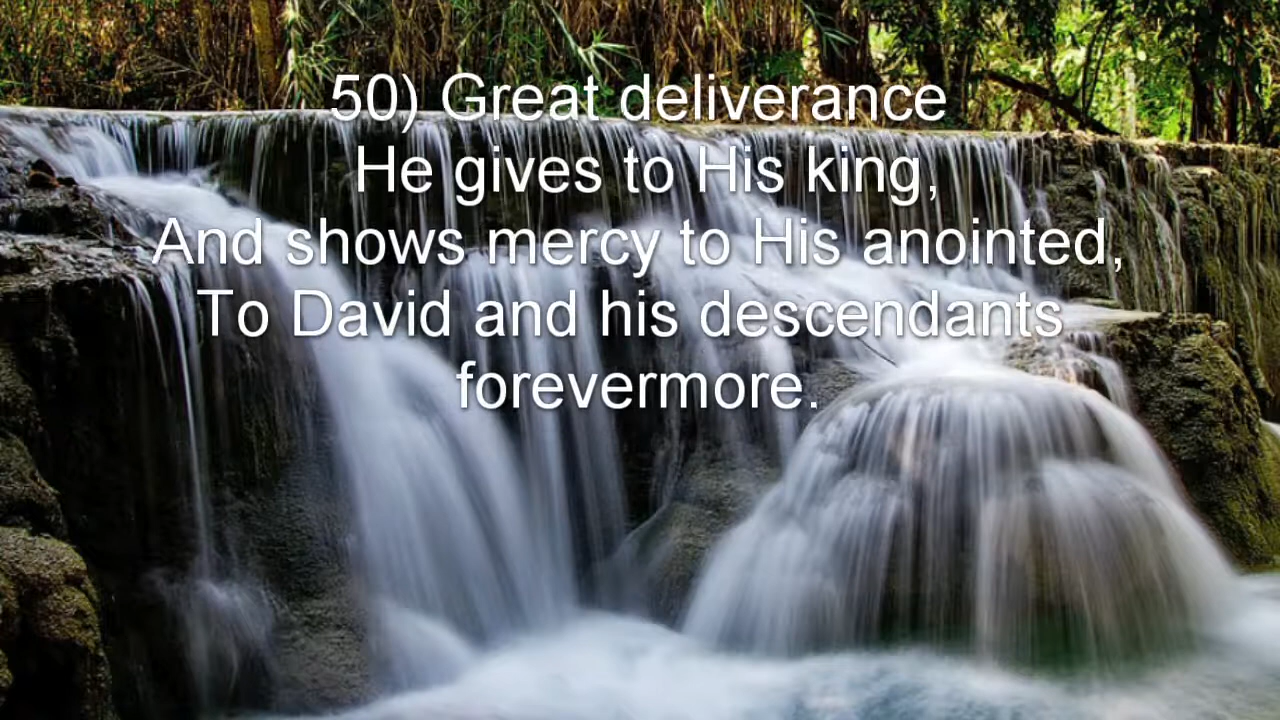 50) Great deliverance
He gives to His king,
And shows mercy to His anointed,
To David and his descendants
forevermore.